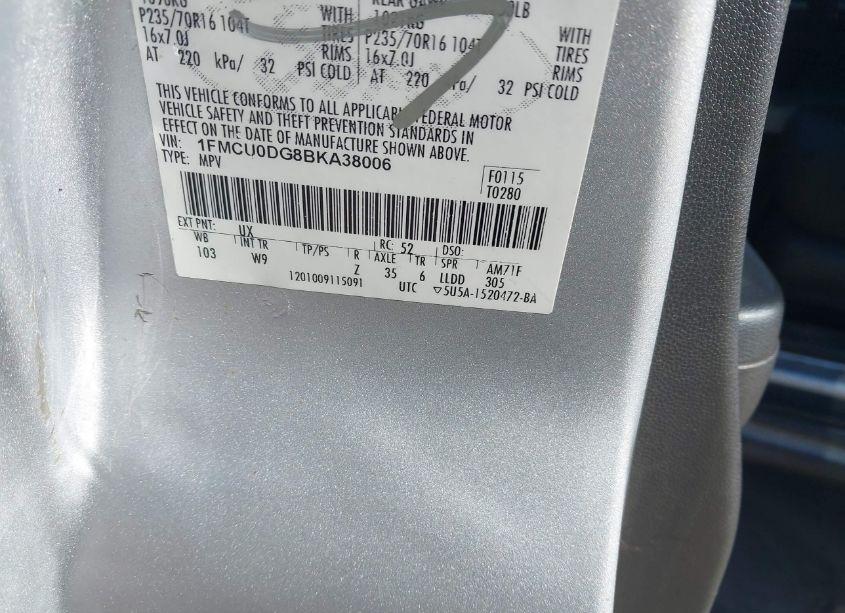 P235/70R16 104T WITH P235/70R16 104T WITH
16x7.0J TIRES 16x7.0J TIRES
RIMS RIMS
AT 220 kPa/ 32 PSI COLD AT 220 kPa/ 32 PSI COLD
THIS VEHICLE CONFORMS TO ALL APPLICABLE FEDERAL MOTOR
VEHICLE SAFETY AND THEFT PREVENTION STANDARDS IN
EFFECT ON THE DATE OF MANUFACTURE SHOWN ABOVE.
VIN: 1FMCU0DG8BKA38006
TYPE: MPV
F0115
T0280
EXT PNT: UX RC: 52 DSO:
WB INT TR TP/PS R AXLE TR SPR AM71F
103 W9 Z 35 6 LLDD 305
1201009115091 UTC ▽5U5A-1520472-BA